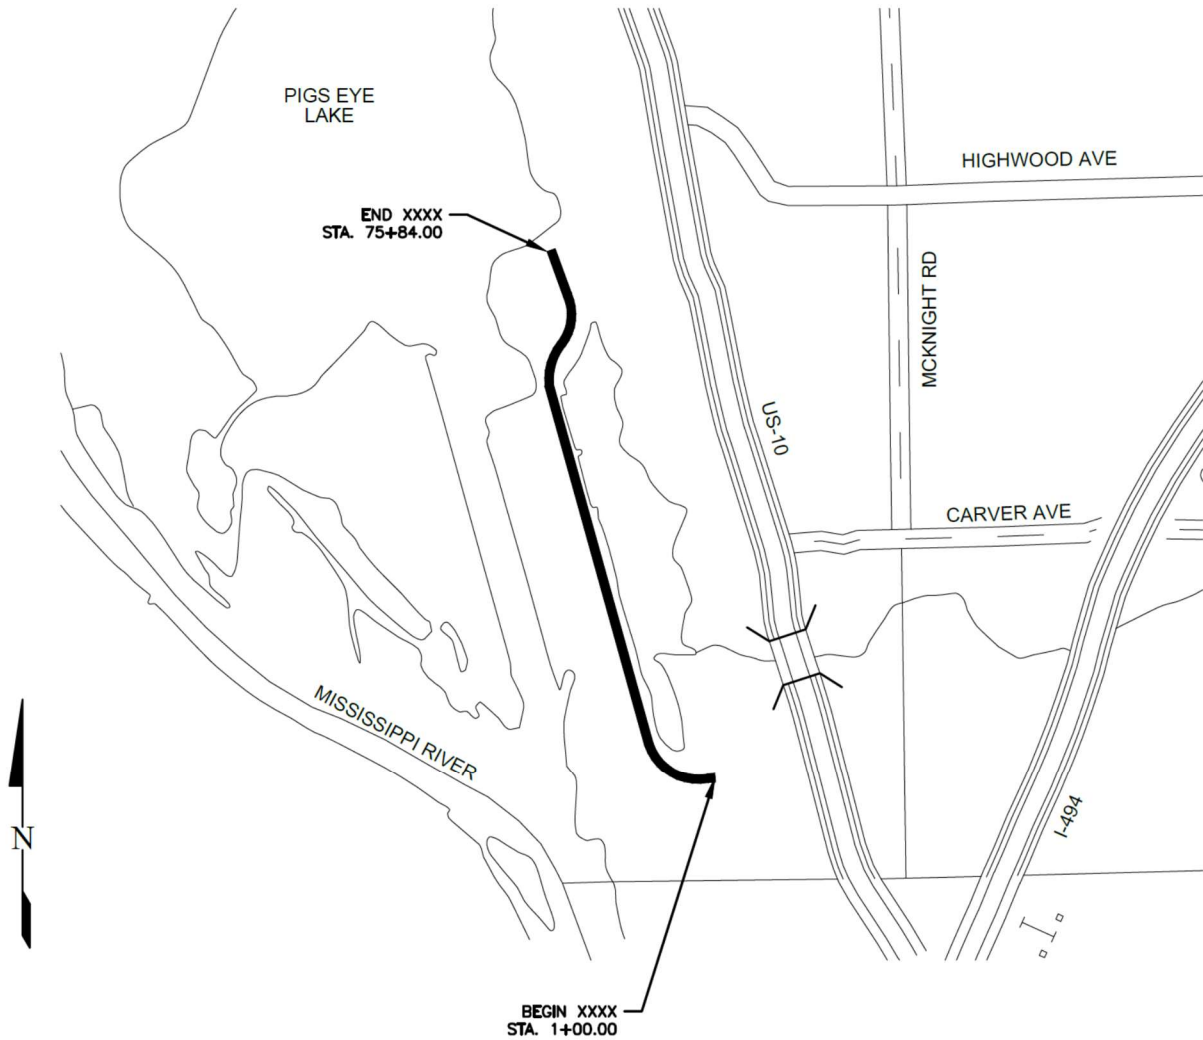 PIGS EYE
LAKE
HIGHWOOD AVE
END XXXX
STA. 75+84.00
MCKNIGHT RD
US-10
CARVER AVE
MISSISSIPPI RIVER
I-494
N
BEGIN XXXX
STA. 1+00.00